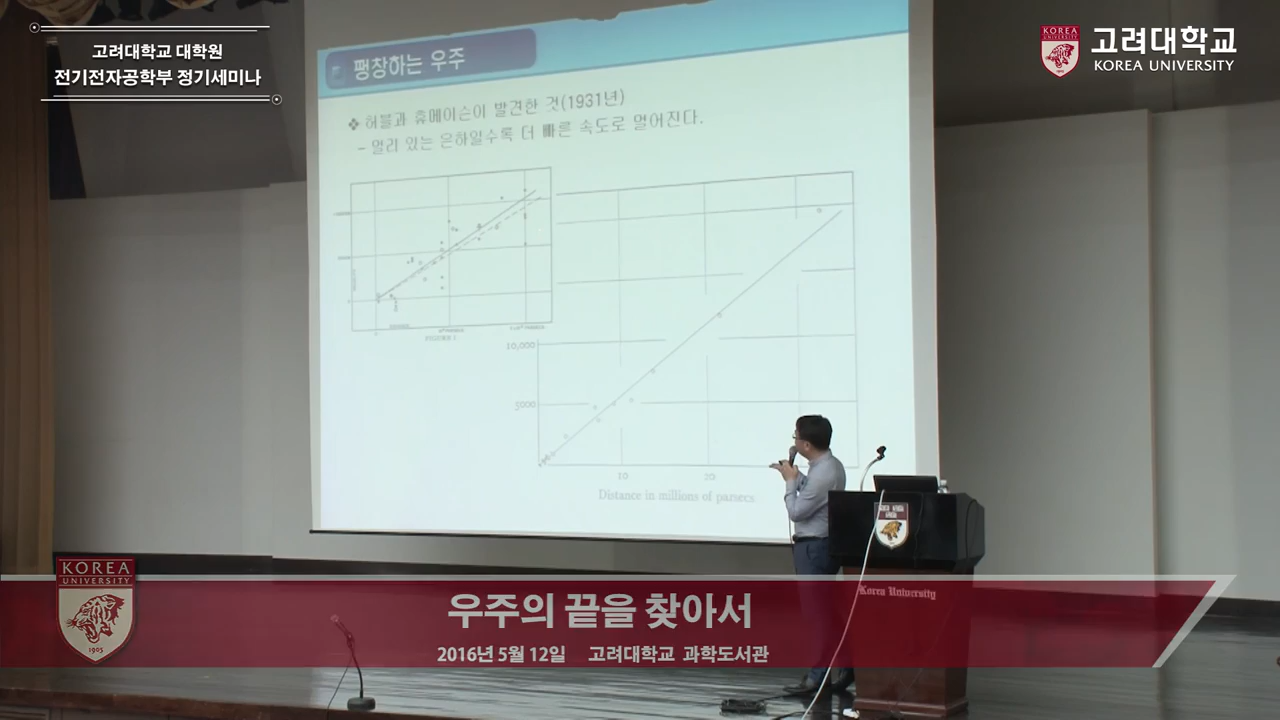 고려대학교 대학원
전기전자공학부 정기세미나
KOREA
UNIVERSITY
고려대학교
KOREA UNIVERSITY
팽창하는 우주
❖ 허블과 휴메이슨이 발견한 것(1931년)
– 멀리 있는 은하일수록 더 빠른 속도로 멀어진다.
FIGURE 1
10,000
5000
10
20
Distance in millions of parsecs
Korea University
KOREA
UNIVERSITY
1905
우주의 끝을 찾아서
2016년 5월 12일 고려대학교 과학도서관